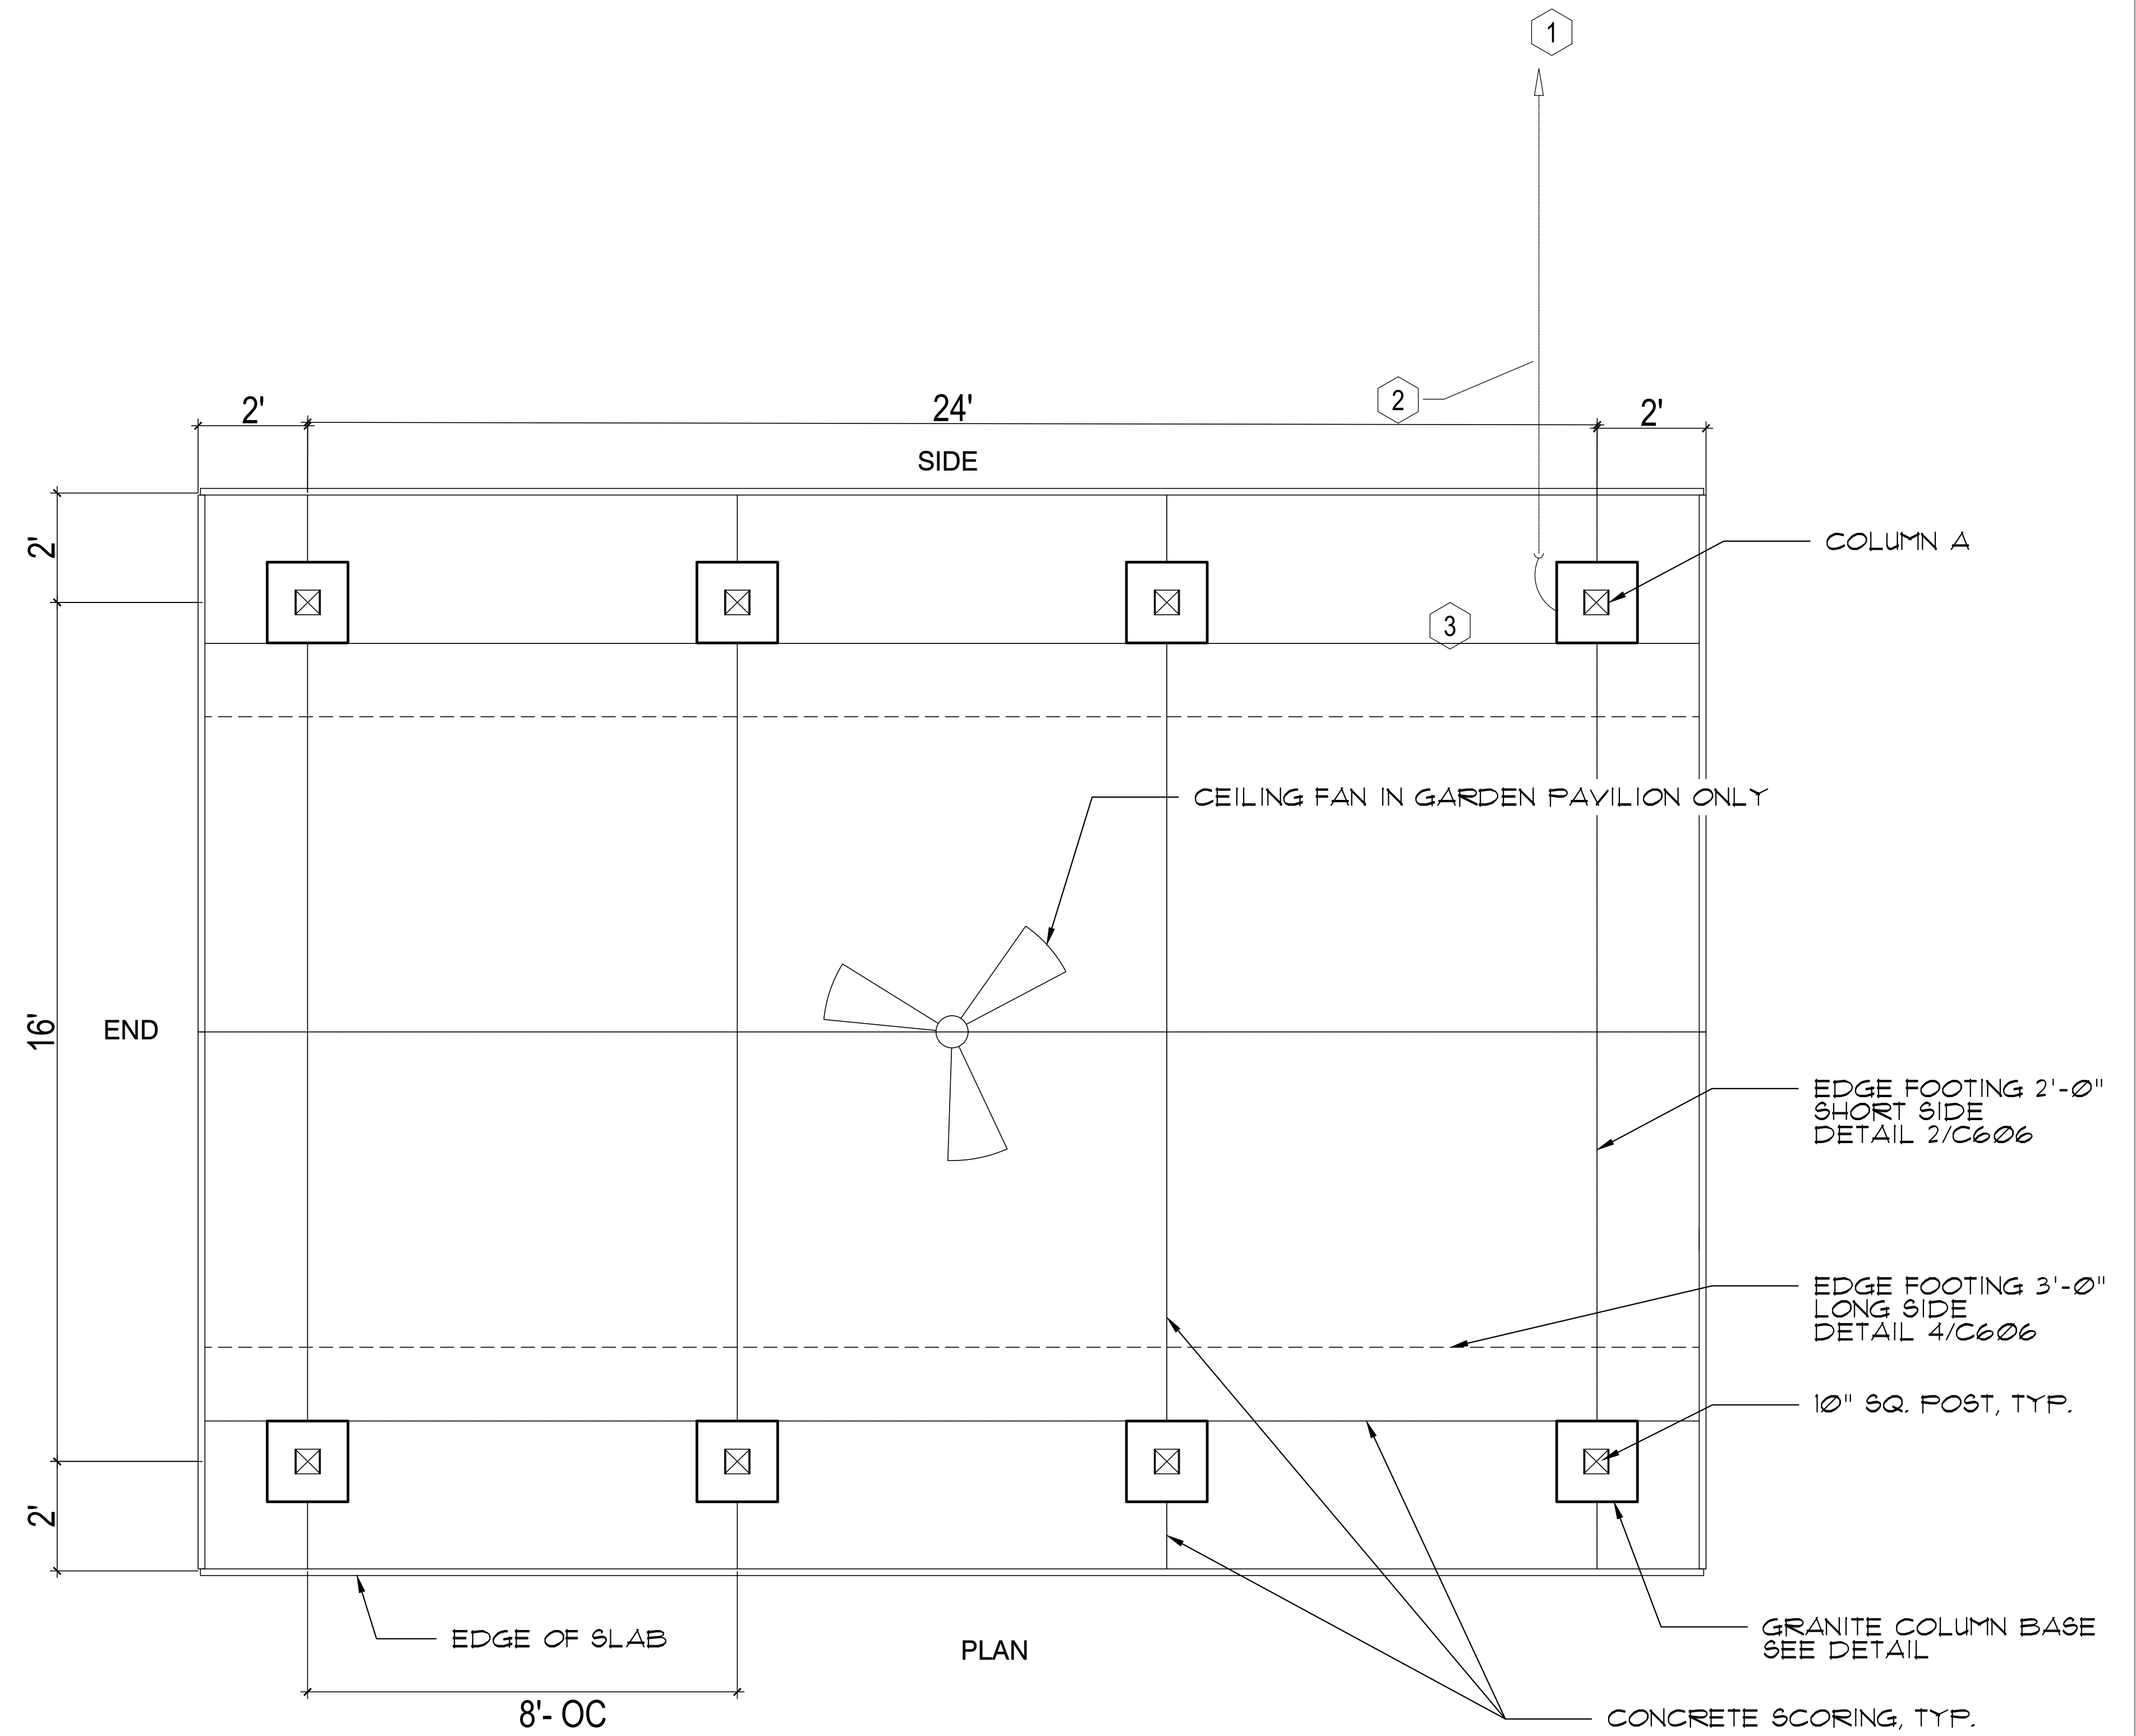 1
2'
24'
2
2'
SIDE
2'
COLUMN A
3
CEILING FAN IN GARDEN PAVILION ONLY
16'
END
EDGE FOOTING 2'-0"
SHORT SIDE
DETAIL 2/C606
EDGE FOOTING 3'-0"
LONG SIDE
DETAIL 4/C606
10" SQ. POST, TYP.
2'
EDGE OF SLAB
PLAN
GRANITE COLUMN BASE
SEE DETAIL
8'- OC
CONCRETE SCORING, TYP.